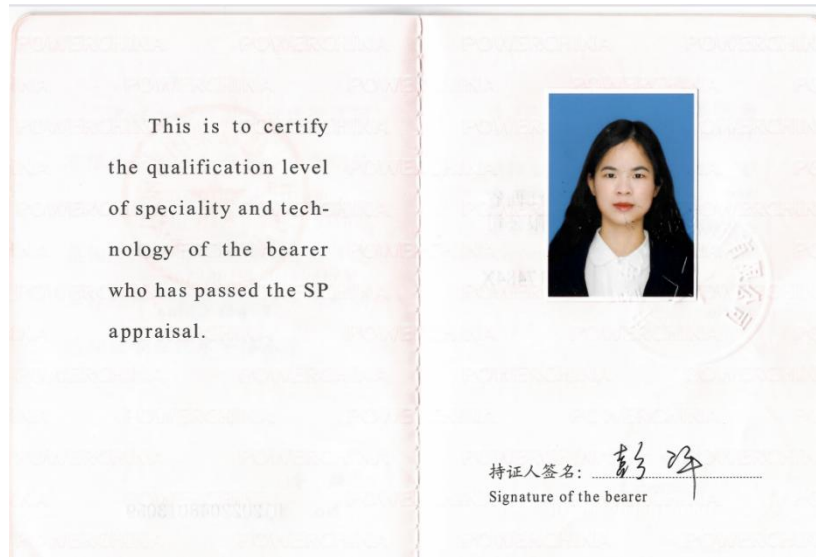 This is to certify
the qualification level
of speciality and tech-
nology of the bearer
who has passed the SP
appraisal.
持证人签名：
Signature of the bearer